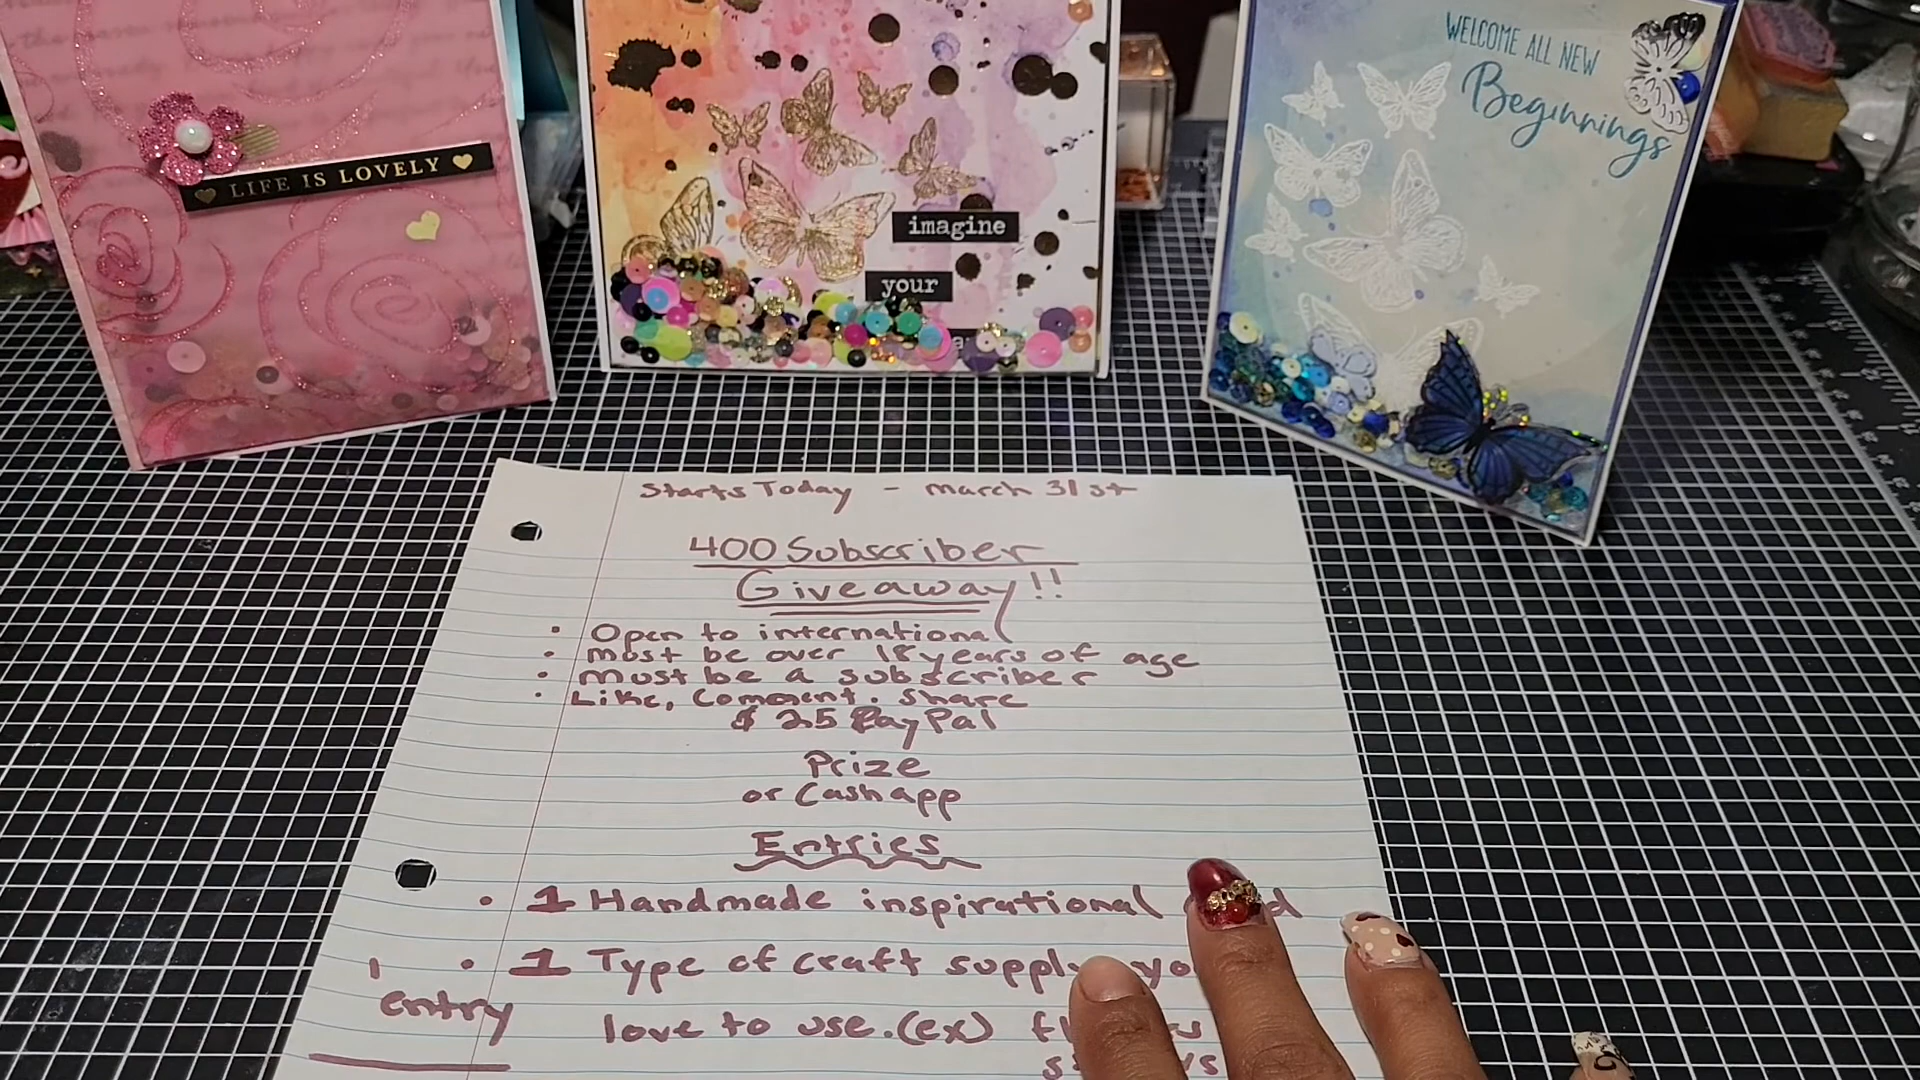 LIFE IS LOVELY
imagine
your
WELCOME ALL NEW
Beginnings
Starts Today - March 31st
400 Subscriber
Giveaway!!
• Open to international
• Must be over 18 years of age
• Must be a subscriber
• Like, Comment. Share
$25 PayPal
Prize
or Cash app
Entries
• 1 Handmade inspirational
• 1 Type of craft supply
1
entry
love to use. (ex)